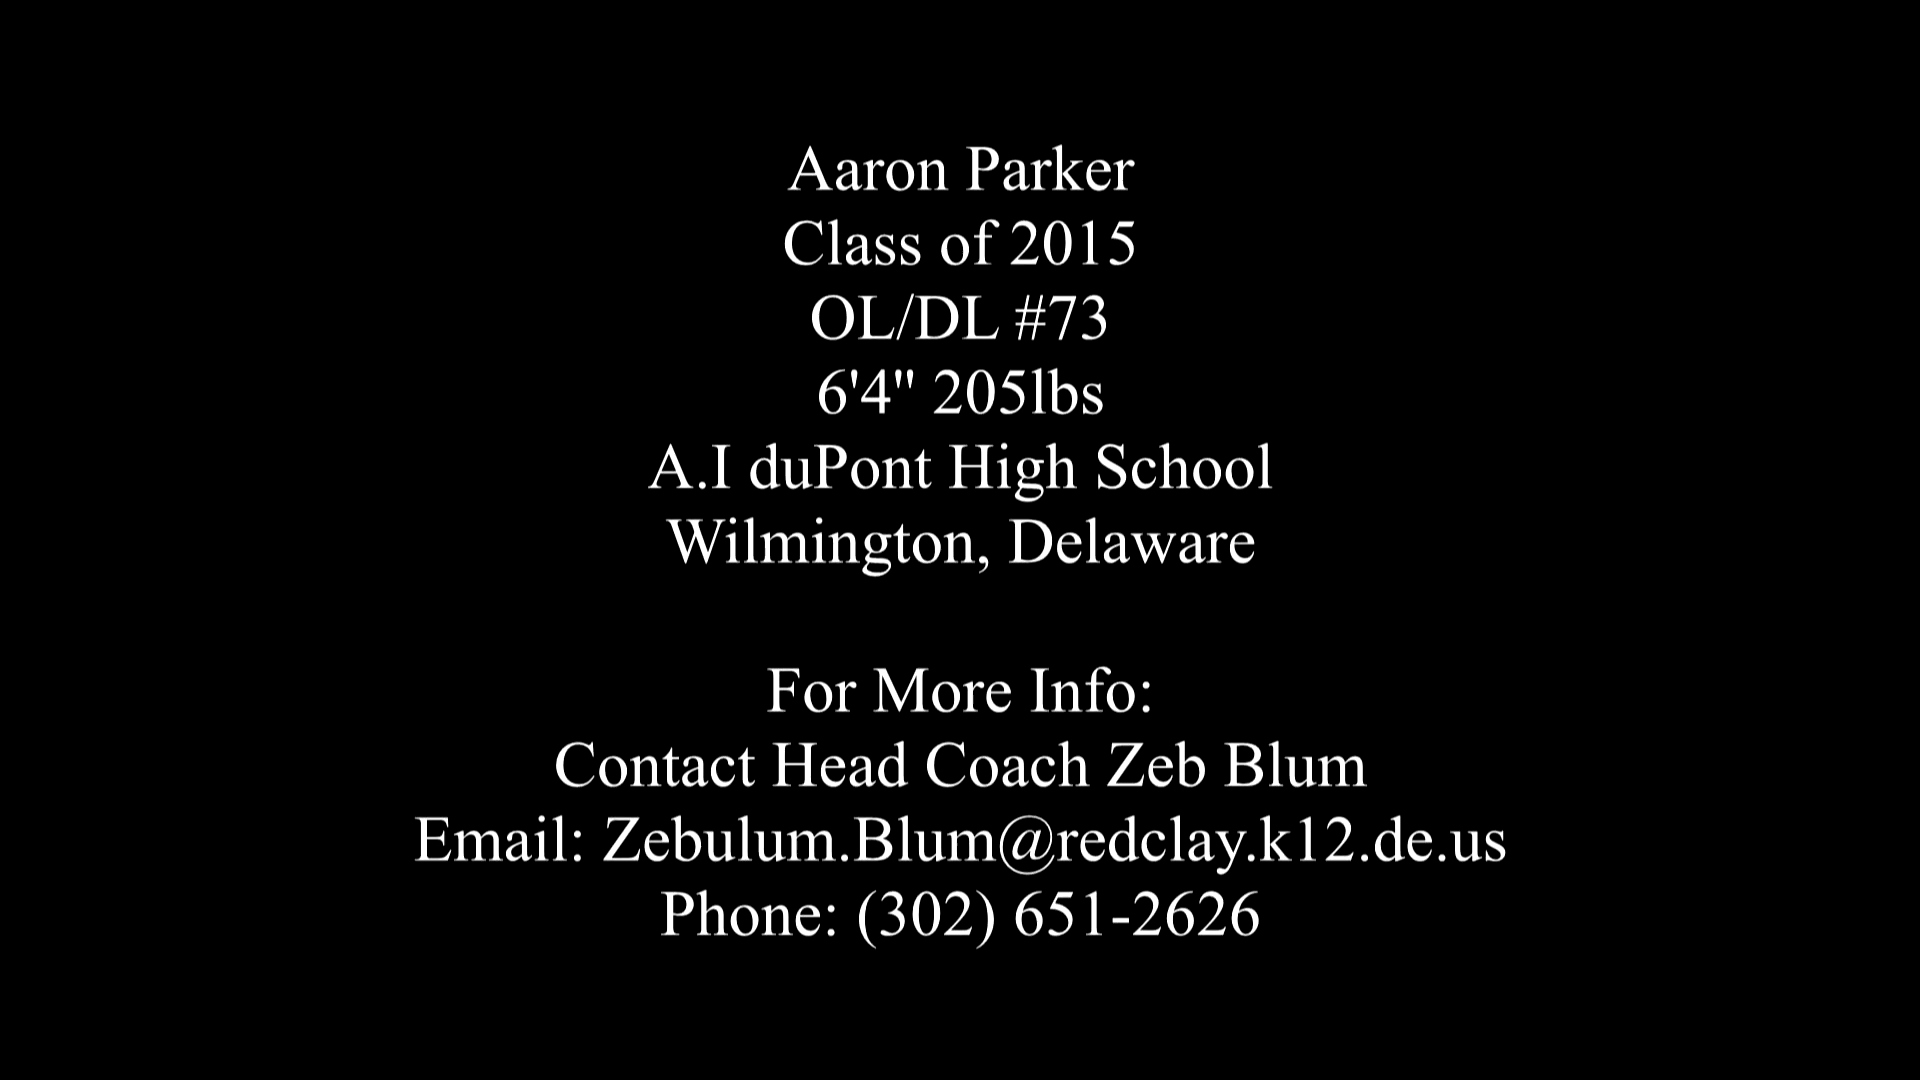 Aaron Parker
Class of 2015
OL/DL #73
6'4" 205lbs
A.I duPont High School
Wilmington, Delaware
For More Info:
Contact Head Coach Zeb Blum
Email: Zebulum.Blum@redclay.k12.de.us
Phone: (302) 651-2626